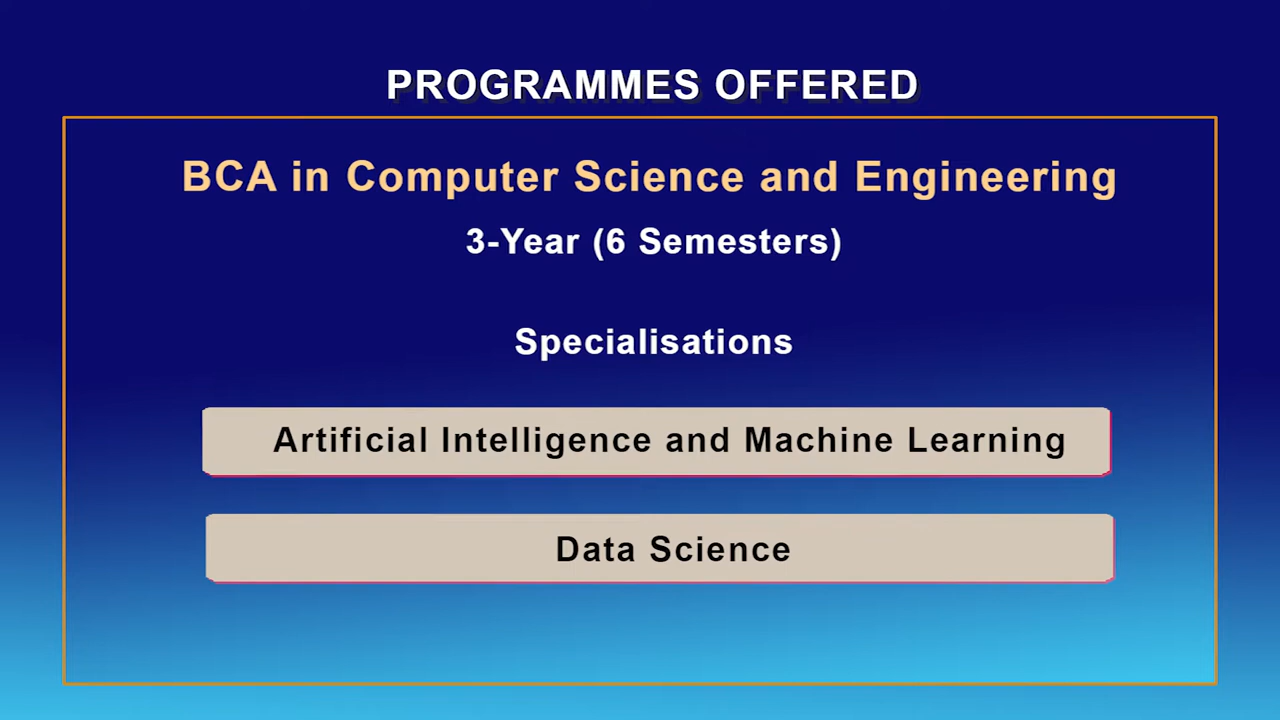 PROGRAMMES OFFERED
BCA in Computer Science and Engineering
3-Year (6 Semesters)
Specialisations
Artificial Intelligence and Machine Learning
Data Science